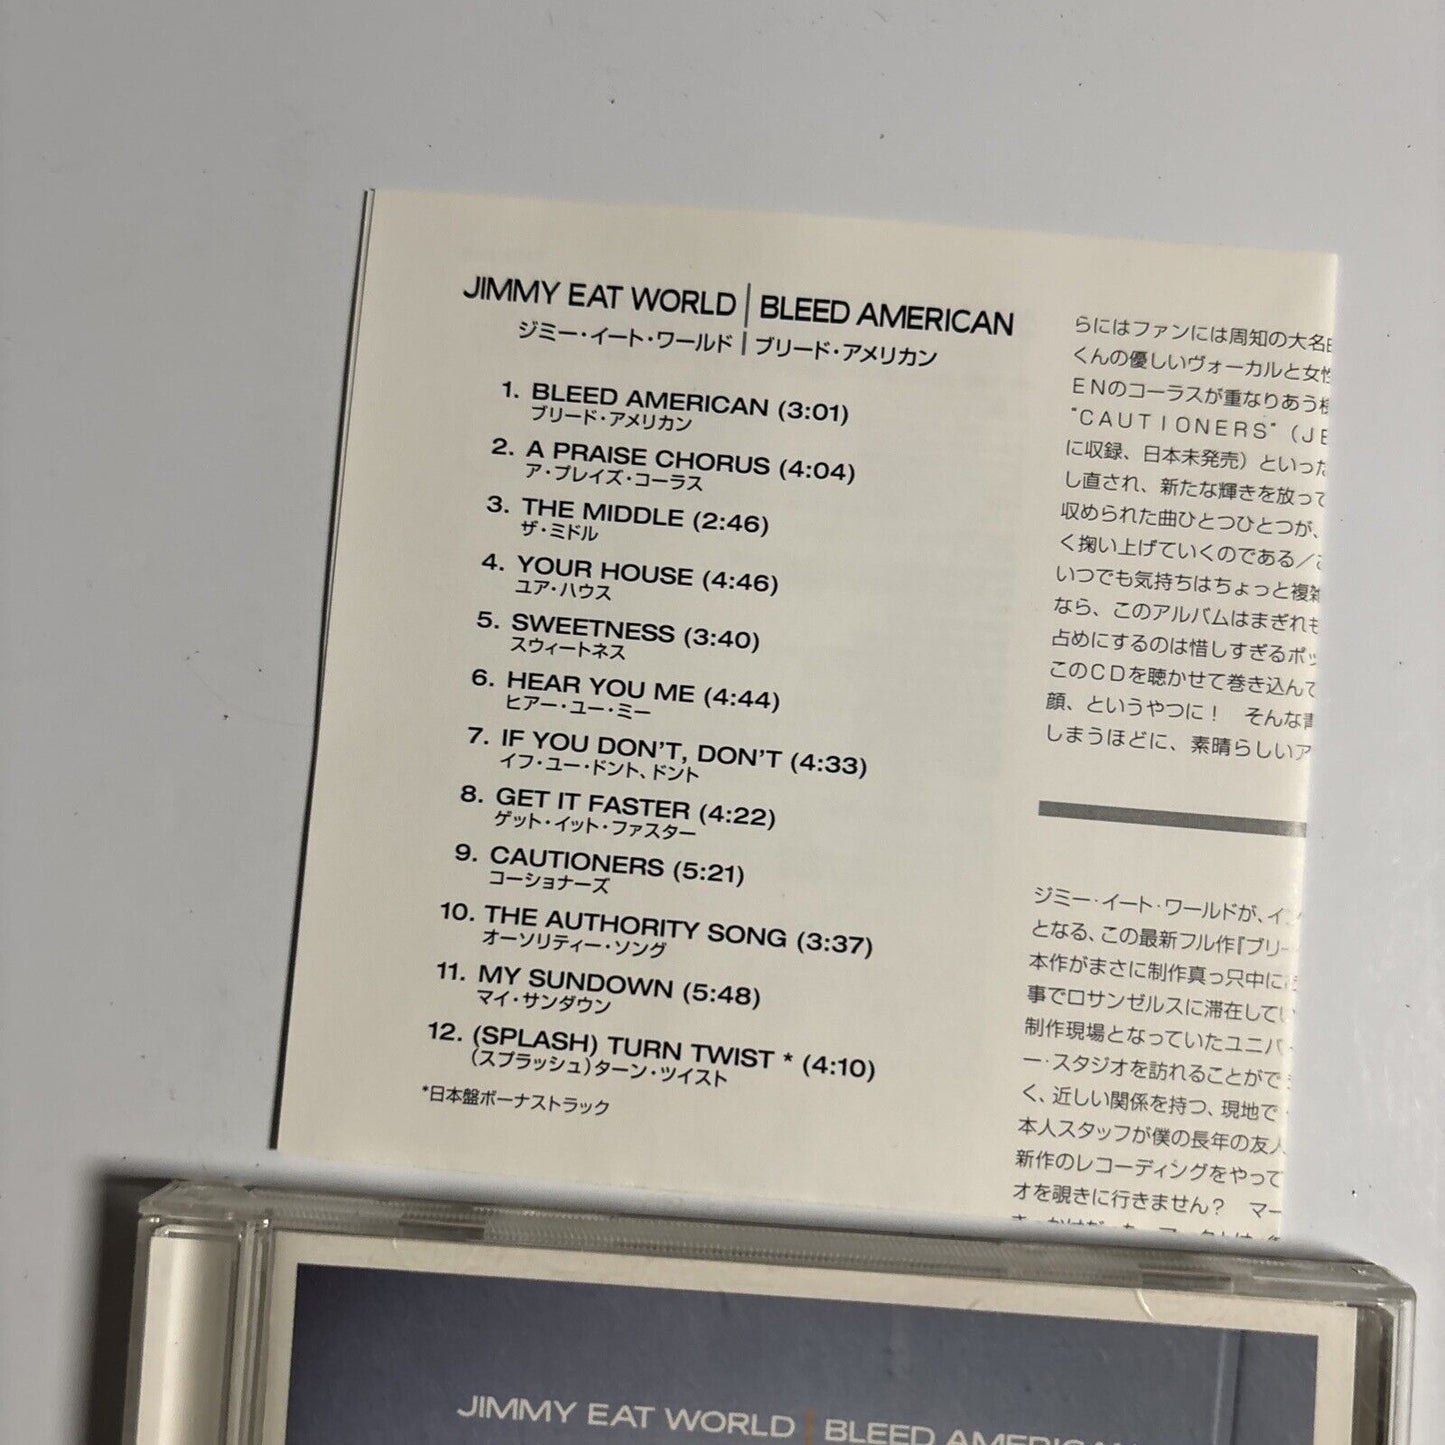 JIMMY EAT WORLD | BLEED AMERICAN
ジミー・イート・ワールド | ブリード・アメリカン
1. BLEED AMERICAN (3:01)
ブリード・アメリカン
2. A PRAISE CHORUS (4:04)
ア・プレイズ・コーラス
3. THE MIDDLE (2:46)
ザ・ミドル
4. YOUR HOUSE (4:46)
ユア・ハウス
5. SWEETNESS (3:40)
スウィートネス
6. HEAR YOU ME (4:44)
ヒアー・ユー・ミー
7. IF YOU DON'T, DON'T (4:33)
イフ・ユー・ドント、ドント
8. GET IT FASTER (4:22)
ゲット・イット・ファスター
9. CAUTIONERS (5:21)
コーショナーズ
10. THE AUTHORITY SONG (3:37)
オーソリティー・ソング
11. MY SUNDOWN (5:48)
マイ・サンダウン
12. (SPLASH) TURN TWIST * (4:10)
(スプラッシュ)ターン・ツイスト
*日本盤ボーナストラック
らにはファンには周知の大名
くんの優しいヴォーカルと女性
ENのコーラスが重なりあう
"CAUTIONERS"(JE
に収録、日本未発売)といった
し直され、新たな輝きを放って
収められた曲ひとつひとつが、
く掬い上げていくのである／こ
いつでも気持ちはちょっと複雑
なら、このアルバムはまぎれも
占めにするのは惜しすぎるポッ
このCDを聴かせて巻き込んで
顔、というやつに！ そんな青
しまうほどに、素晴らしいア
ジミー・イート・ワールドが、イン
となる、この最新フル作『ブリー
本作がまさに制作真っ只中に
事でロサンゼルスに滞在してい
制作現場となっていたユニバ
ー・スタジオを訪れることがで
く、近しい関係を持つ、現地で
本人スタッフが僕の長年の友人
新作のレコーディングをやって
オを覗きに行きません？ マー
JIMMY EAT WORLD | BLEED AMERICAN